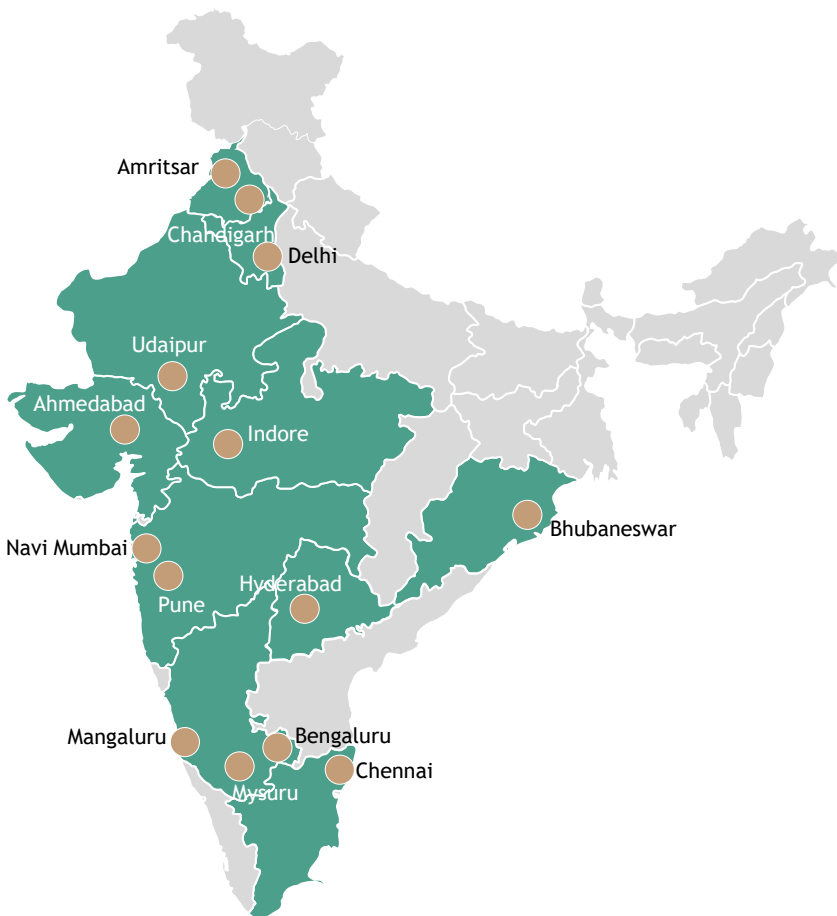 Amritsar
Chandigarh
Delhi
Udaipur
Ahmedabad
Indore
Bhubaneswar
Navi Mumbai
Hyderabad
Pune
Mangaluru
Bengaluru
Chennai
Mysuru